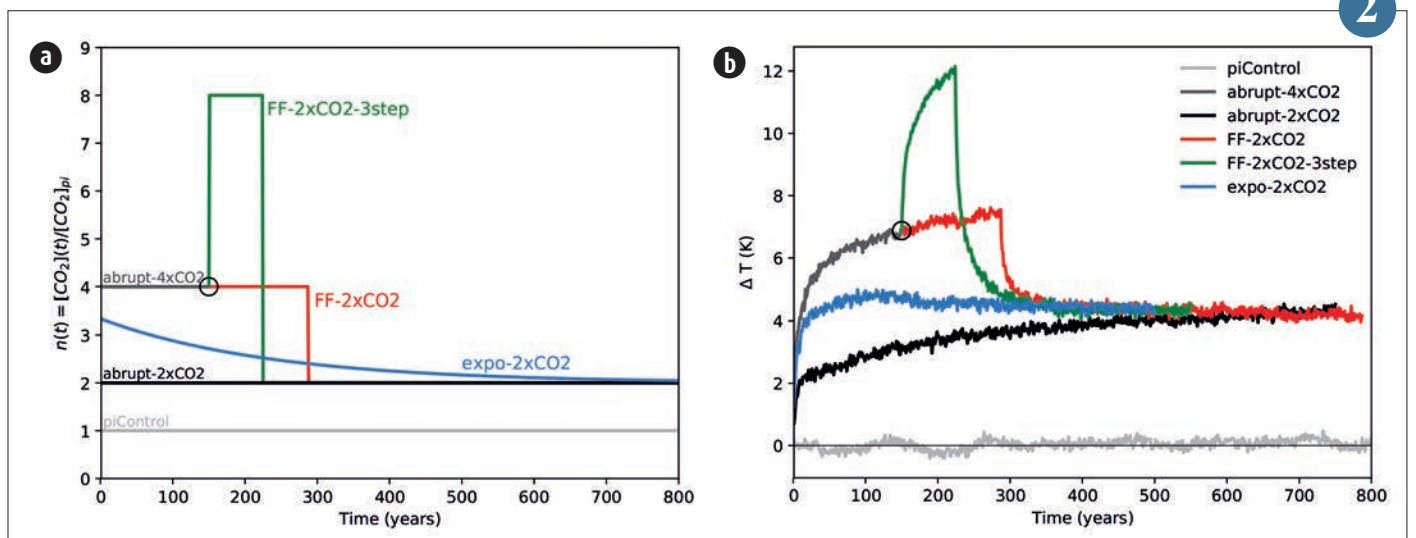 2
a
9
8
7
6
5
4
3
2
1
0
n(t) = [CO₂](t)/[CO₂]ₚᵢ
FF-2xCO2-3step
abrupt-4xCO2
FF-2xCO2
expo-2xCO2
abrupt-2xCO2
piControl
0 100 200 300 400 500 600 700 800
Time (years)
b
12
10
8
6
4
2
0
Δ T (K)
piControl
abrupt-4xCO2
abrupt-2xCO2
FF-2xCO2
FF-2xCO2-3step
expo-2xCO2
0 100 200 300 400 500 600 700 800
Time (years)